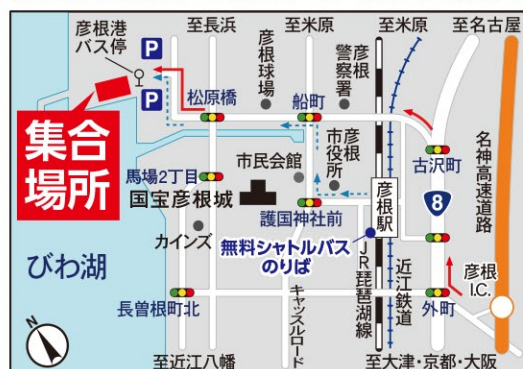 至長浜
至米原
至米原
至名古屋
彦根港
バス停
P
P
彦根球場
彦根
警察署
松原橋
船町
集合
場所
馬場2丁目
市民会館
彦根
市役所
古沢町
国宝彦根城
護国神社前
彦根駅
8
名神高速道路
カインズ
無料シャトルバス
のりば
びわ湖
JR琵琶湖線
近江鉄道
彦根
I.C.
長曽根町北
キャッスルロード
外町
N
至近江八幡
至大津・京都・大阪